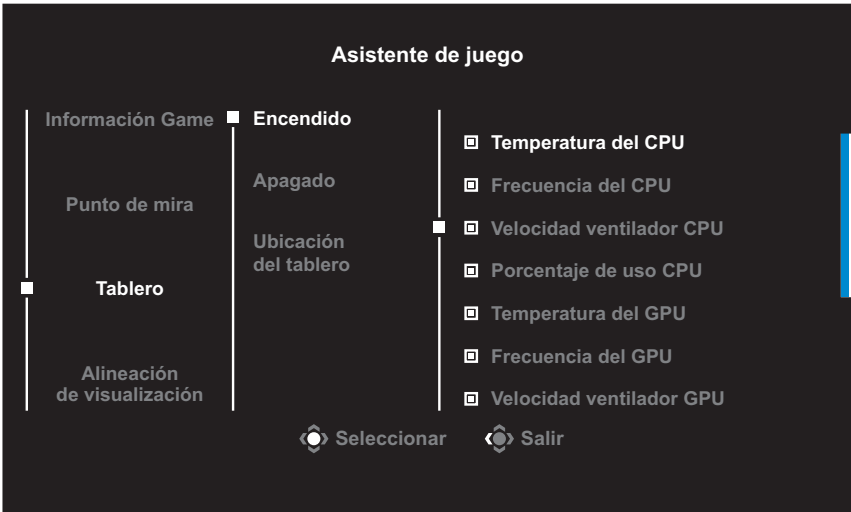 Asistente de juego
Información Game
Punto de mira
Tablero
Alineación
de visualización
Encendido
Apagado
Ubicación
del tablero
Temperatura del CPU
Frecuencia del CPU
Velocidad ventilador CPU
Porcentaje de uso CPU
Temperatura del GPU
Frecuencia del GPU
Velocidad ventilador GPU
Seleccionar
Salir